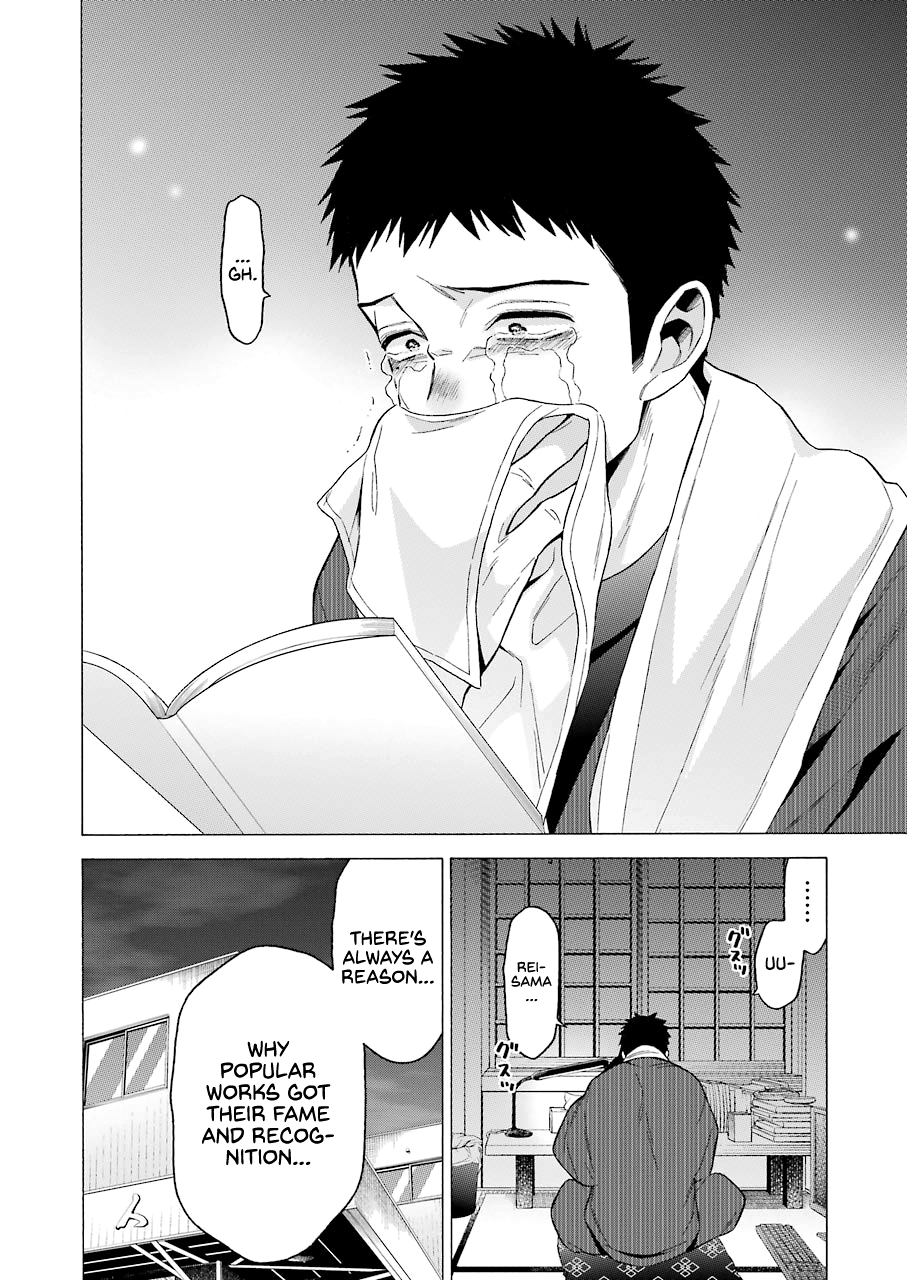 ...
GH.
.......
UU-
グスッ
REI-
SAMA
...
グスッ
THERE'S
ALWAYS A
REASON...
WHY
POPULAR
WORKS GOT
THEIR FAME
AND RECOG-
NITION...
人